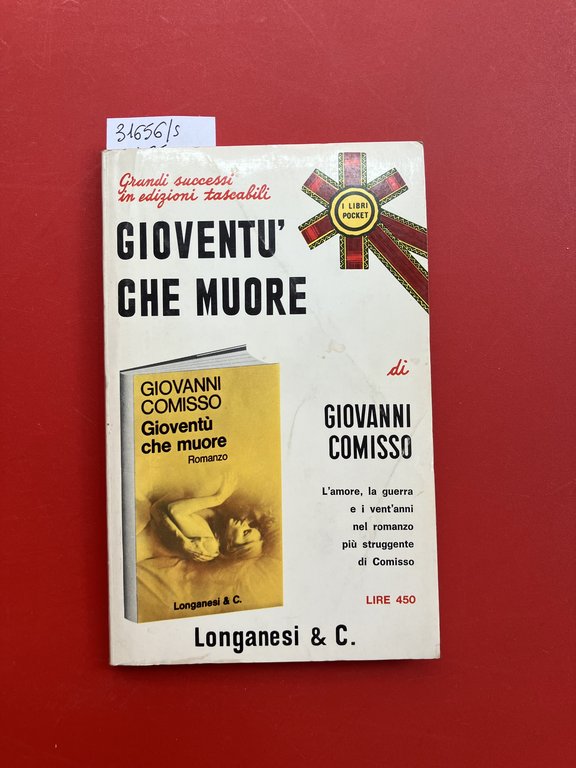 31656/s
Grandi successi
in edizioni tascabili
I LIBRI
POCKET
GIOVENTU'
CHE MUORE
di
GIOVANNI
COMISSO
L'amore, la guerra
e i vent'anni
nel romanzo
più struggente
di Comisso
LIRE 450
GIOVANNI
COMISSO
Gioventù
che muore
Romanzo
Longanesi & C.
Longanesi & C.